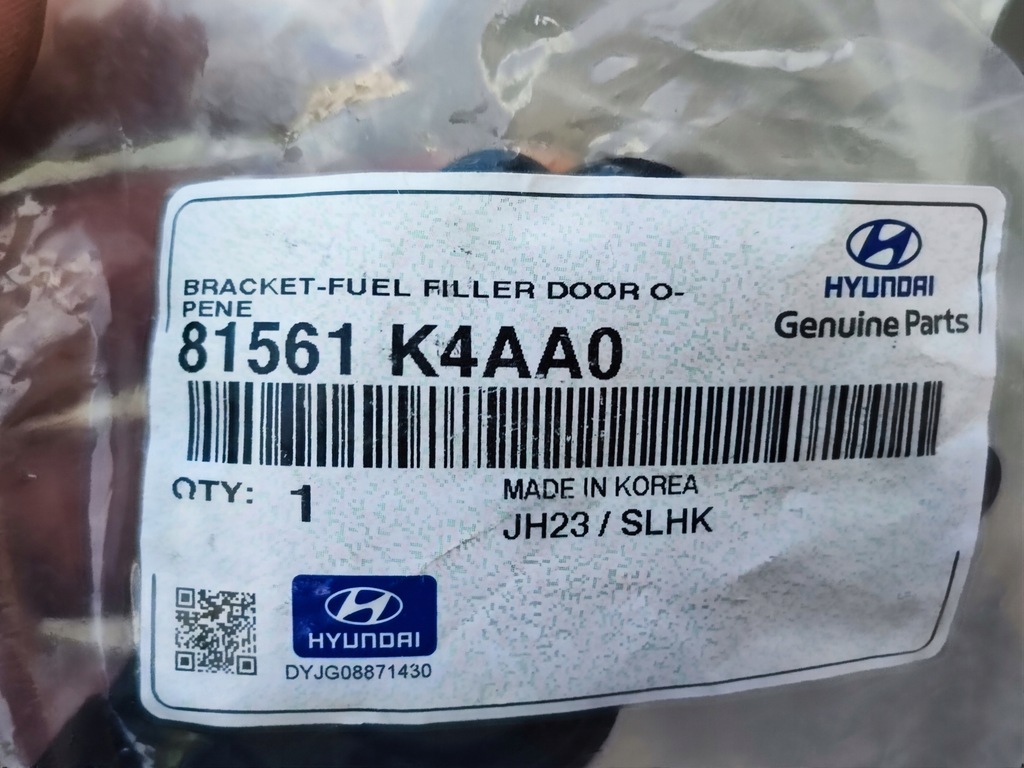 BRACKET-FUEL FILLER DOOR O-
PENE
81561 K4AA0
HYUNDAI
Genuine Parts
QTY: 1
MADE IN KOREA
JH23 / SLHK
HYUNDAI
DYJG08871430